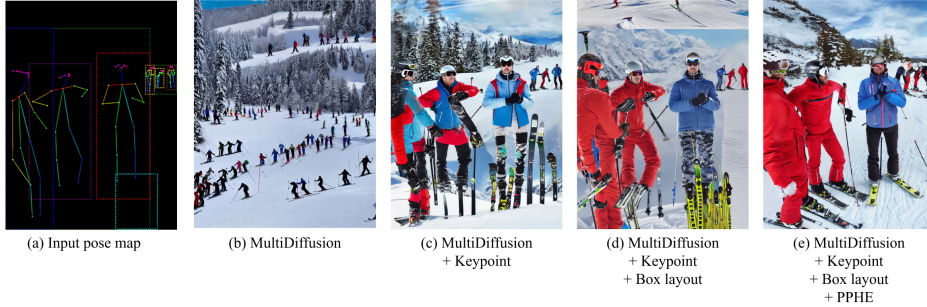 (a) Input pose map
(b) MultiDiffusion
(c) MultiDiffusion
+ Keypoint
(d) MultiDiffusion
+ Keypoint
+ Box layout
(e) MultiDiffusion
+ Keypoint
+ Box layout
+ PPHE